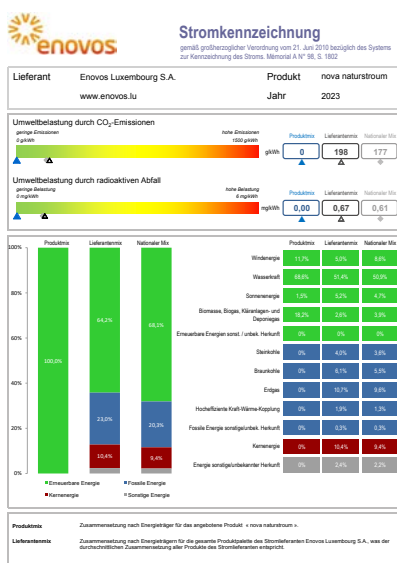 enovos
Stromkennzeichnung
gemäß großherzoglicher Verordnung vom 21. Juni 2010 bezüglich des Systems
zur Kennzeichnung des Stroms. Mémorial A N° 98, S. 1802
Lieferant Enovos Luxembourg S.A. Produkt nova naturstroum
www.enovos.lu Jahr 2023
Umweltbelastung durch CO₂-Emissionen
geringe Emissionen hohe Emissionen
0 g/kWh 1500 g/kWh
Produktmix Lieferantenmix Nationaler Mix
g/kWh 0 198 177
Umweltbelastung durch radioaktiven Abfall
geringe Belastung hohe Belastung
0 mg/kWh 6 mg/kWh
Produktmix Lieferantenmix Nationaler Mix
mg/kWh 0,00 0,67 0,61
Produktmix Lieferantenmix Nationaler Mix
100%
80%
60%
40%
20%
0%
100,0%
64,2%
23,0%
10,4%
68,1%
20,3%
9,4%
Erneuerbare Energie Fossile Energie
Kernenergie Sonstige Energie
Produktmix Lieferantenmix Nationaler Mix
Windenergie 11,7% 5,0% 8,6%
Wasserkraft 68,6% 51,4% 50,9%
Sonnenenergie 1,5% 5,2% 4,7%
Biomasse, Biogas, Kläranlagen- und
Deponiegas 18,2% 2,6% 3,9%
Erneuerbare Energien sonst. / unbek. Herkunft 0% 0% 0%
Steinkohle 0% 4,0% 3,6%
Braunkohle 0% 6,1% 5,5%
Erdgas 0% 10,7% 9,6%
Hocheffiziente Kraft-Wärme-Kopplung 0% 1,9% 1,3%
Fossile Energie sonstige/unbek. Herkunft 0% 0,3% 0,3%
Kernenergie 0% 10,4% 9,4%
Energie sonstige/unbekannter Herkunft 0% 2,4% 2,2%
Produktmix Zusammensetzung nach Energieträger für das angebotene Produkt « nova naturstroum ».
Lieferantenmix Zusammensetzung nach Energieträgern für die gesamte Produktpalette des Stromlieferanten Enovos Luxembourg S.A., was der
durchschnittlichen Zusammensetzung aller Produkte des Stromlieferanten entspricht.